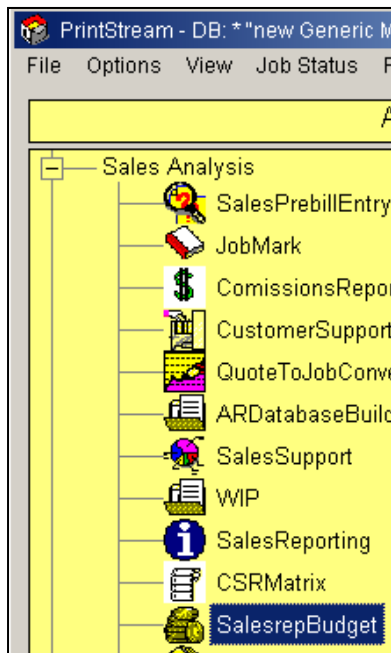 PrintStream - DB: * "new Generic M
File Options View Job Status
A
Sales Analysis
SalesPrebillEntry
JobMark
ComissionsRepor
CustomerSupport
QuoteToJobConve
ARDatabaseBuild
SalesSupport
WIP
SalesReporting
CSRMatrix
SalesrepBudget